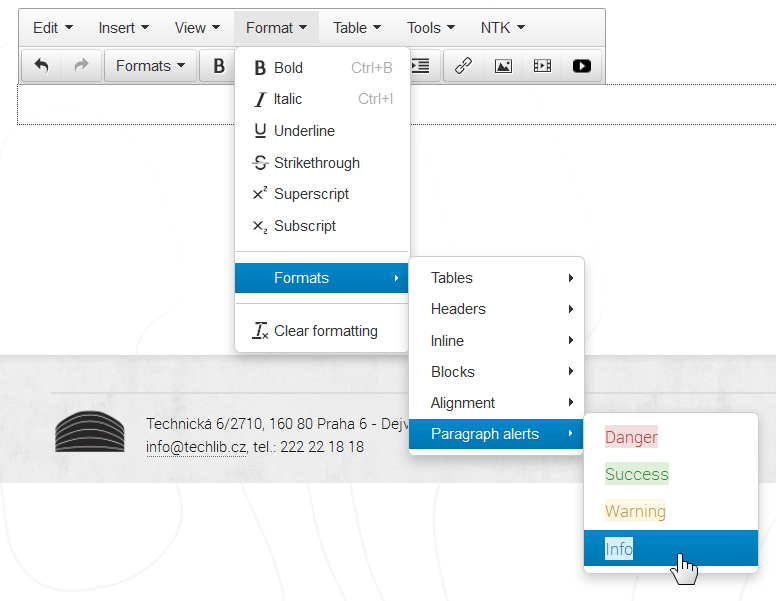 Edit Insert View Format Table Tools NTK
Formats B
B Bold Ctrl+B
I Italic Ctrl+I
U Underline
S Strikethrough
x² Superscript
x₂ Subscript
Formats
Tables
Headers
Inline
Clear formatting
Blocks
Alignment
Paragraph alerts
Danger
Success
Warning
Info
Technická 6/2710, 160 80 Praha 6 - Dejv
info@techlib.cz, tel.: 222 22 18 18